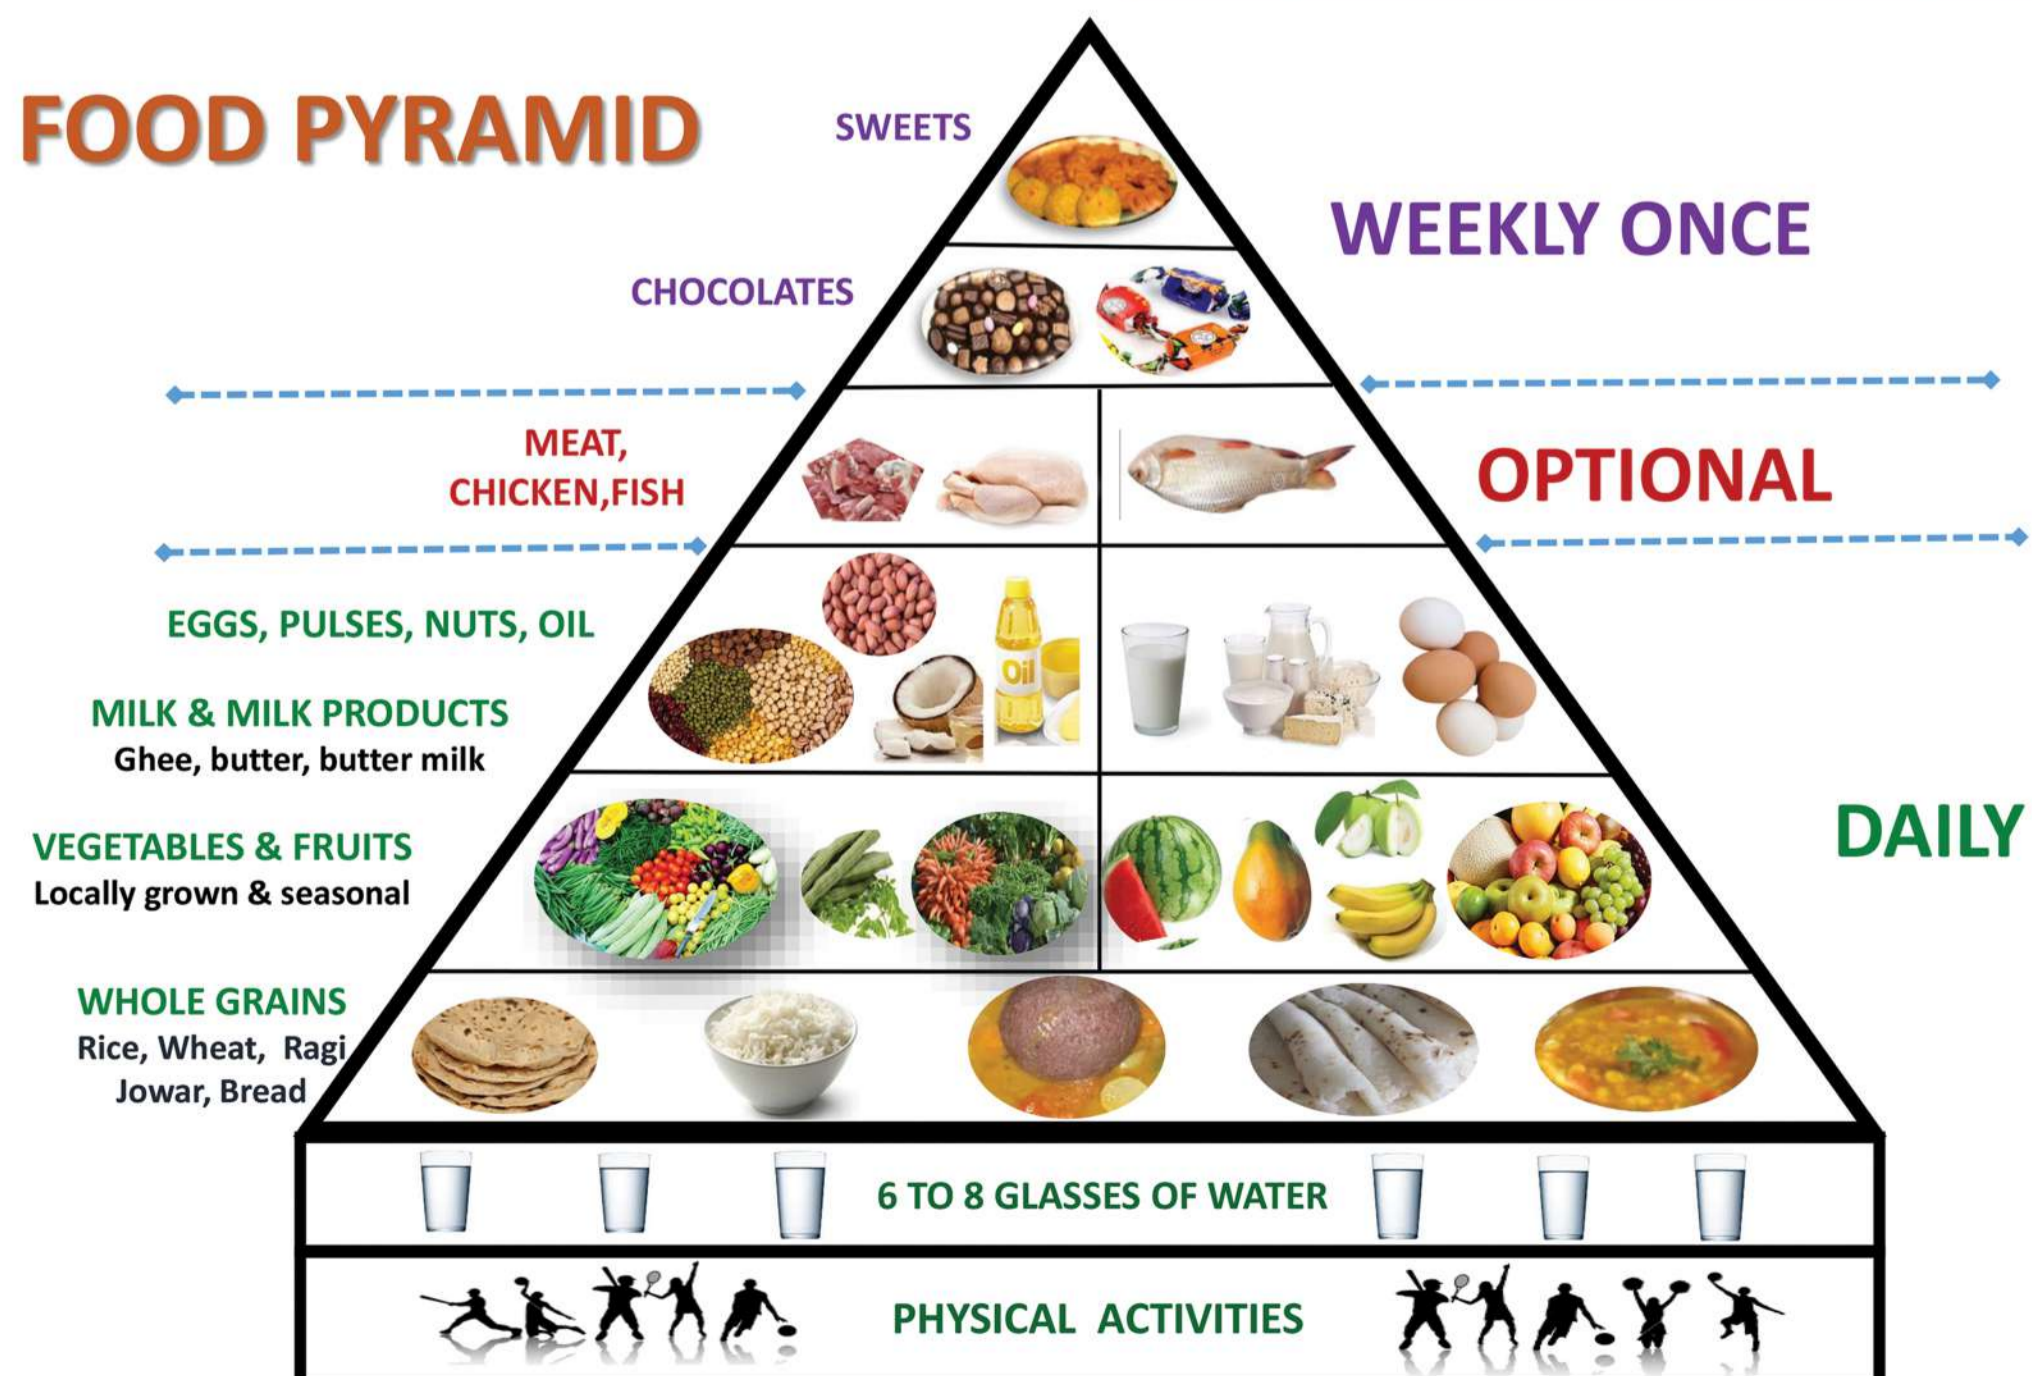 FOOD PYRAMID
SWEETS
WEEKLY ONCE
CHOCOLATES
MEAT,
CHICKEN,FISH
OPTIONAL
EGGS, PULSES, NUTS, OIL
Oil
MILK & MILK PRODUCTS
Ghee, butter, butter milk
VEGETABLES & FRUITS
Locally grown & seasonal
DAILY
WHOLE GRAINS
Rice, Wheat, Ragi
Jowar, Bread
6 TO 8 GLASSES OF WATER
PHYSICAL ACTIVITIES